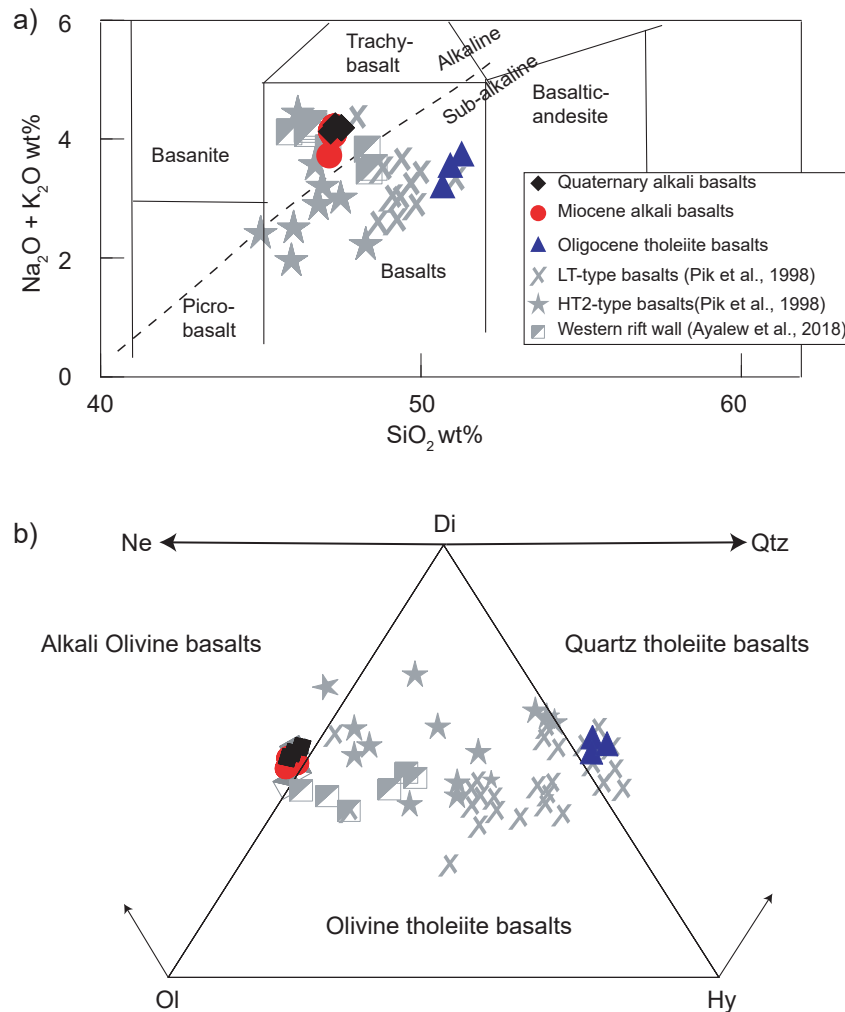 a)
6
4
2
0
40
50
60
Na₂O + K₂O wt%
SiO₂ wt%
Trachy-
basalt
Alkaline
Sub-alkaline
Basaltic-
andesite
Basanite
Basalts
Picro-
basalt
Quaternary alkali basalts
Miocene alkali basalts
Oligocene tholeiite basalts
LT-type basalts (Pik et al., 1998)
HT2-type basalts(Pik et al., 1998)
Western rift wall (Ayalew et al., 2018)
b)
Di
Ne
Qtz
Alkali Olivine basalts
Quartz tholeiite basalts
Olivine tholeiite basalts
Ol
Hy